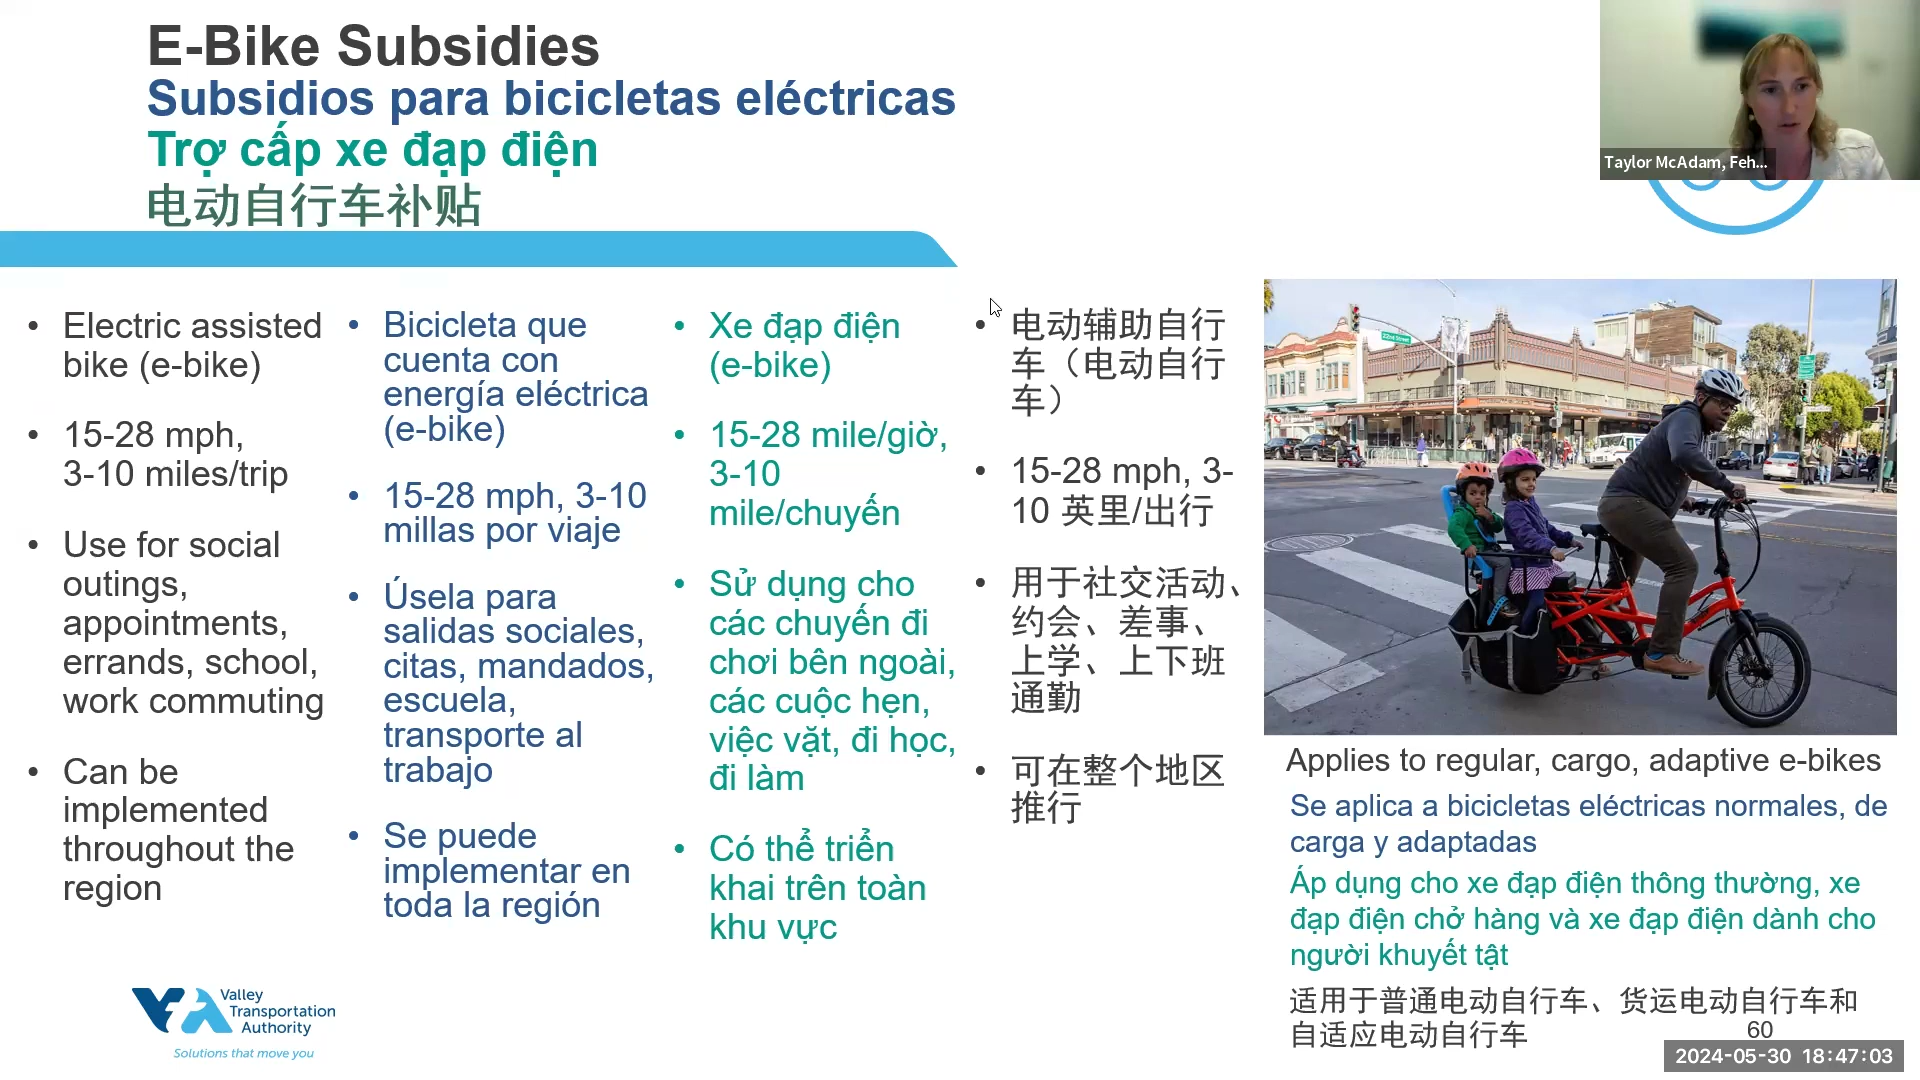 E-Bike Subsidies
Subsidios para bicicletas eléctricas
Trợ cấp xe đạp điện
电动自行车补贴
Taylor McAdam, Feh...
• Electric assisted
bike (e-bike)
• 15-28 mph,
3-10 miles/trip
• Use for social
outings,
appointments,
errands, school,
work commuting
• Can be
implemented
throughout the
region
• Bicicleta que
cuenta con
energía eléctrica
(e-bike)
• 15-28 mph, 3-10
millas por viaje
• Úsela para
salidas sociales,
citas, mandados,
escuela,
transporte al
trabajo
• Se puede
implementar en
toda la región
• Xe đạp điện
(e-bike)
• 15-28 mile/giờ,
3-10
mile/chuyến
• Sử dụng cho
các chuyến đi
chơi bên ngoài,
các cuộc hẹn,
việc vặt, đi học,
đi làm
• Có thể triển
khai trên toàn
khu vực
• 电动辅助自行
车（电动自行
车）
• 15-28 mph, 3-
10 英里/出行
• 用于社交活动、
约会、差事、
上学、上下班
通勤
• 可在整个地区
推行
Applies to regular, cargo, adaptive e-bikes
Se aplica a bicicletas eléctricas normales, de
carga y adaptadas
Áp dụng cho xe đạp điện thông thường, xe
đạp điện chở hàng và xe đạp điện dành cho
người khuyết tật
适用于普通电动自行车、货运电动自行车和
自适应电动自行车
60
VTA
Valley
Transportation
Authority
Solutions that move you
2024-05-30 18:47:03